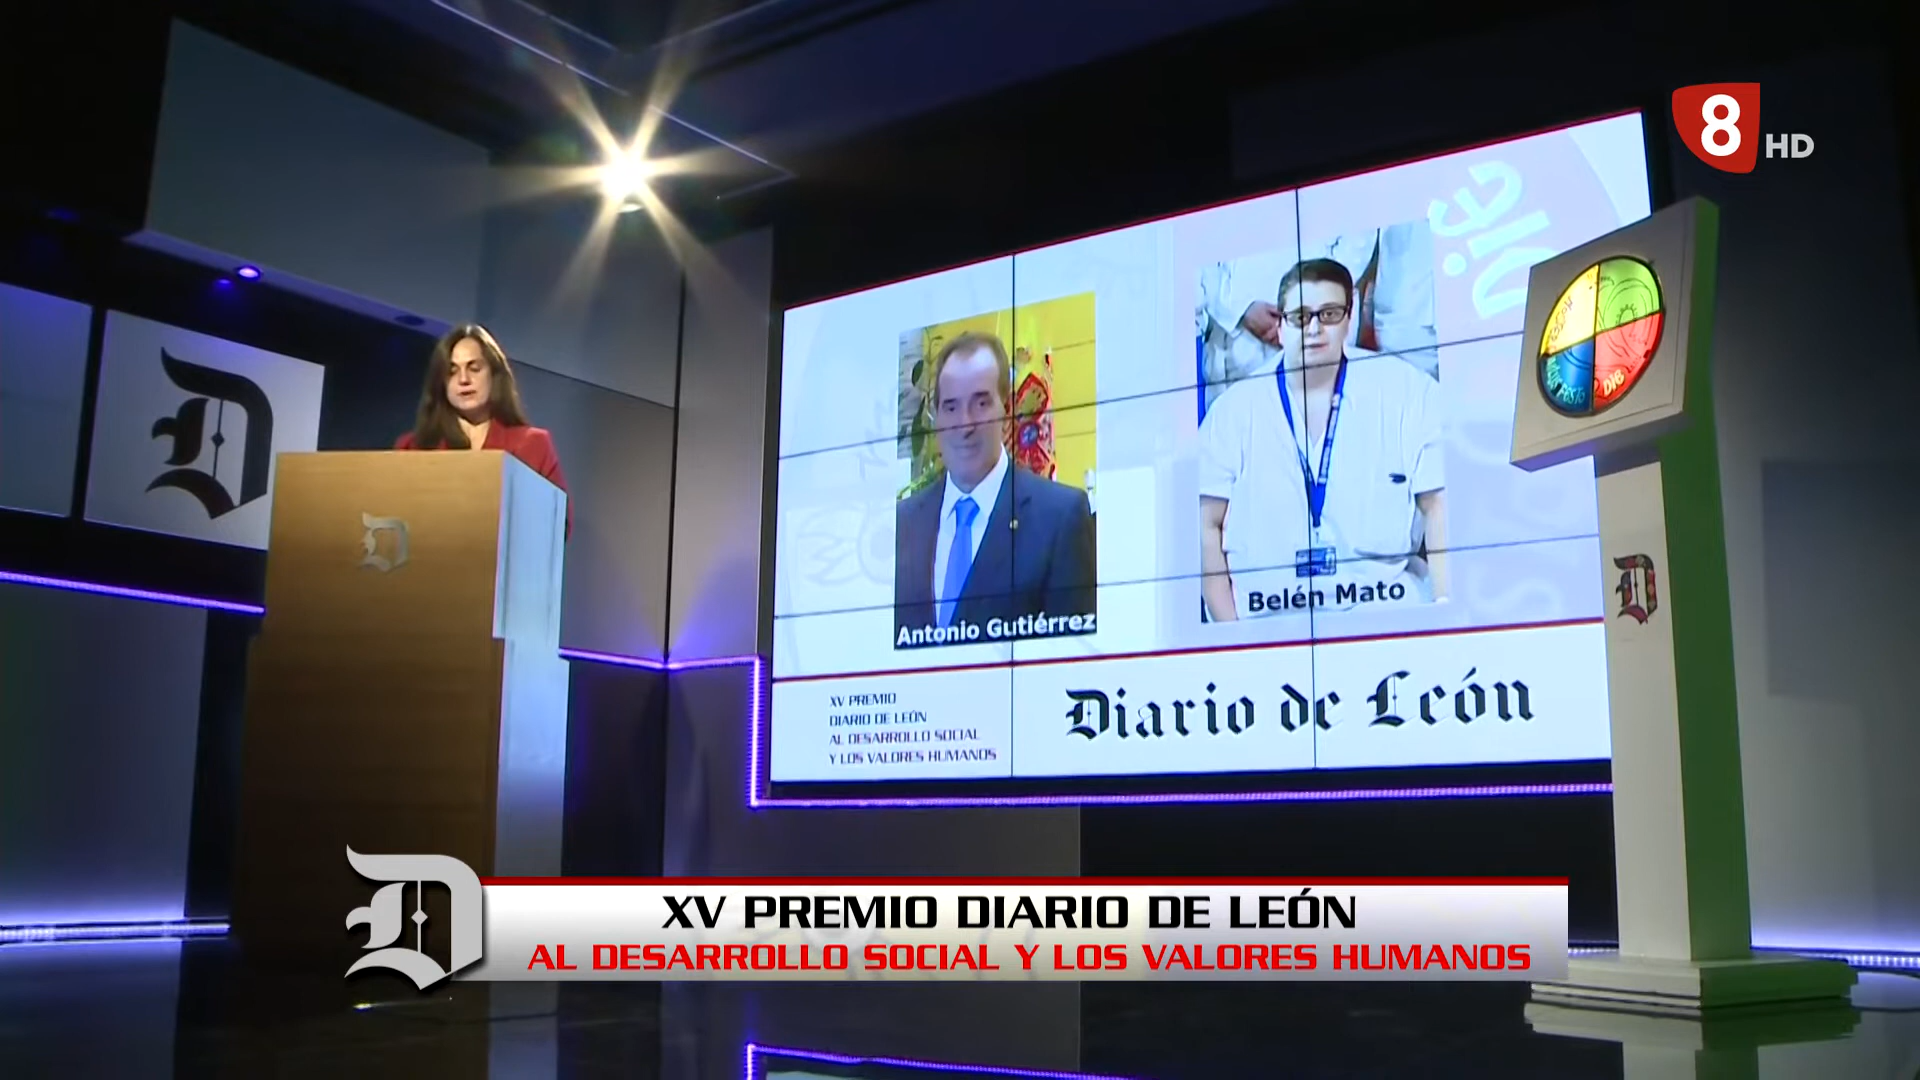 8 HD
D
D
DIB
D
Antonio Gutiérrez
Belén Mato
XV PREMIO
DIARIO DE LEÓN
AL DESARROLLO SOCIAL
Y LOS VALORES HUMANOS
Diario de León
D
XV PREMIO DIARIO DE LEÓN
AL DESARROLLO SOCIAL Y LOS VALORES HUMANOS